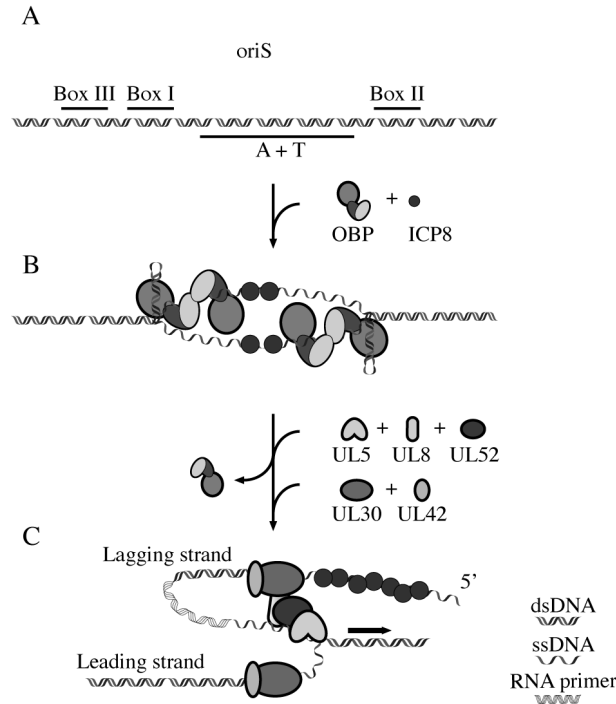 A
oriS
Box III Box I Box II
A + T
+
OBP ICP8
B
+ +
UL5 UL8 UL52
+
UL30 UL42
C
Lagging strand
5’
dsDNA
ssDNA
Leading strand
RNA primer